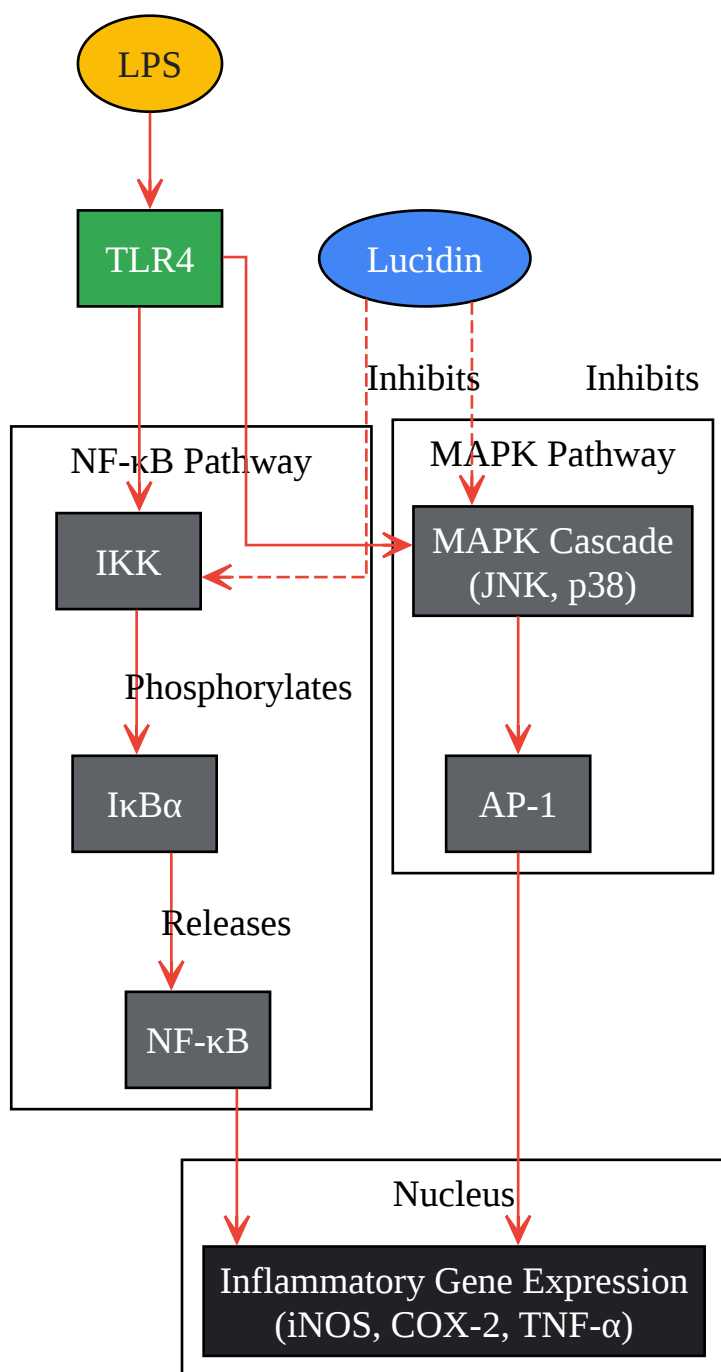 LPS
TLR4
Lucidin
Inhibits
Inhibits
NF-κB Pathway
MAPK Pathway
IKK
MAPK Cascade
(JNK, p38)
Phosphorylates
IκBα
AP-1
Releases
NF-κB
Nucleus
Inflammatory Gene Expression
(iNOS, COX-2, TNF-α)